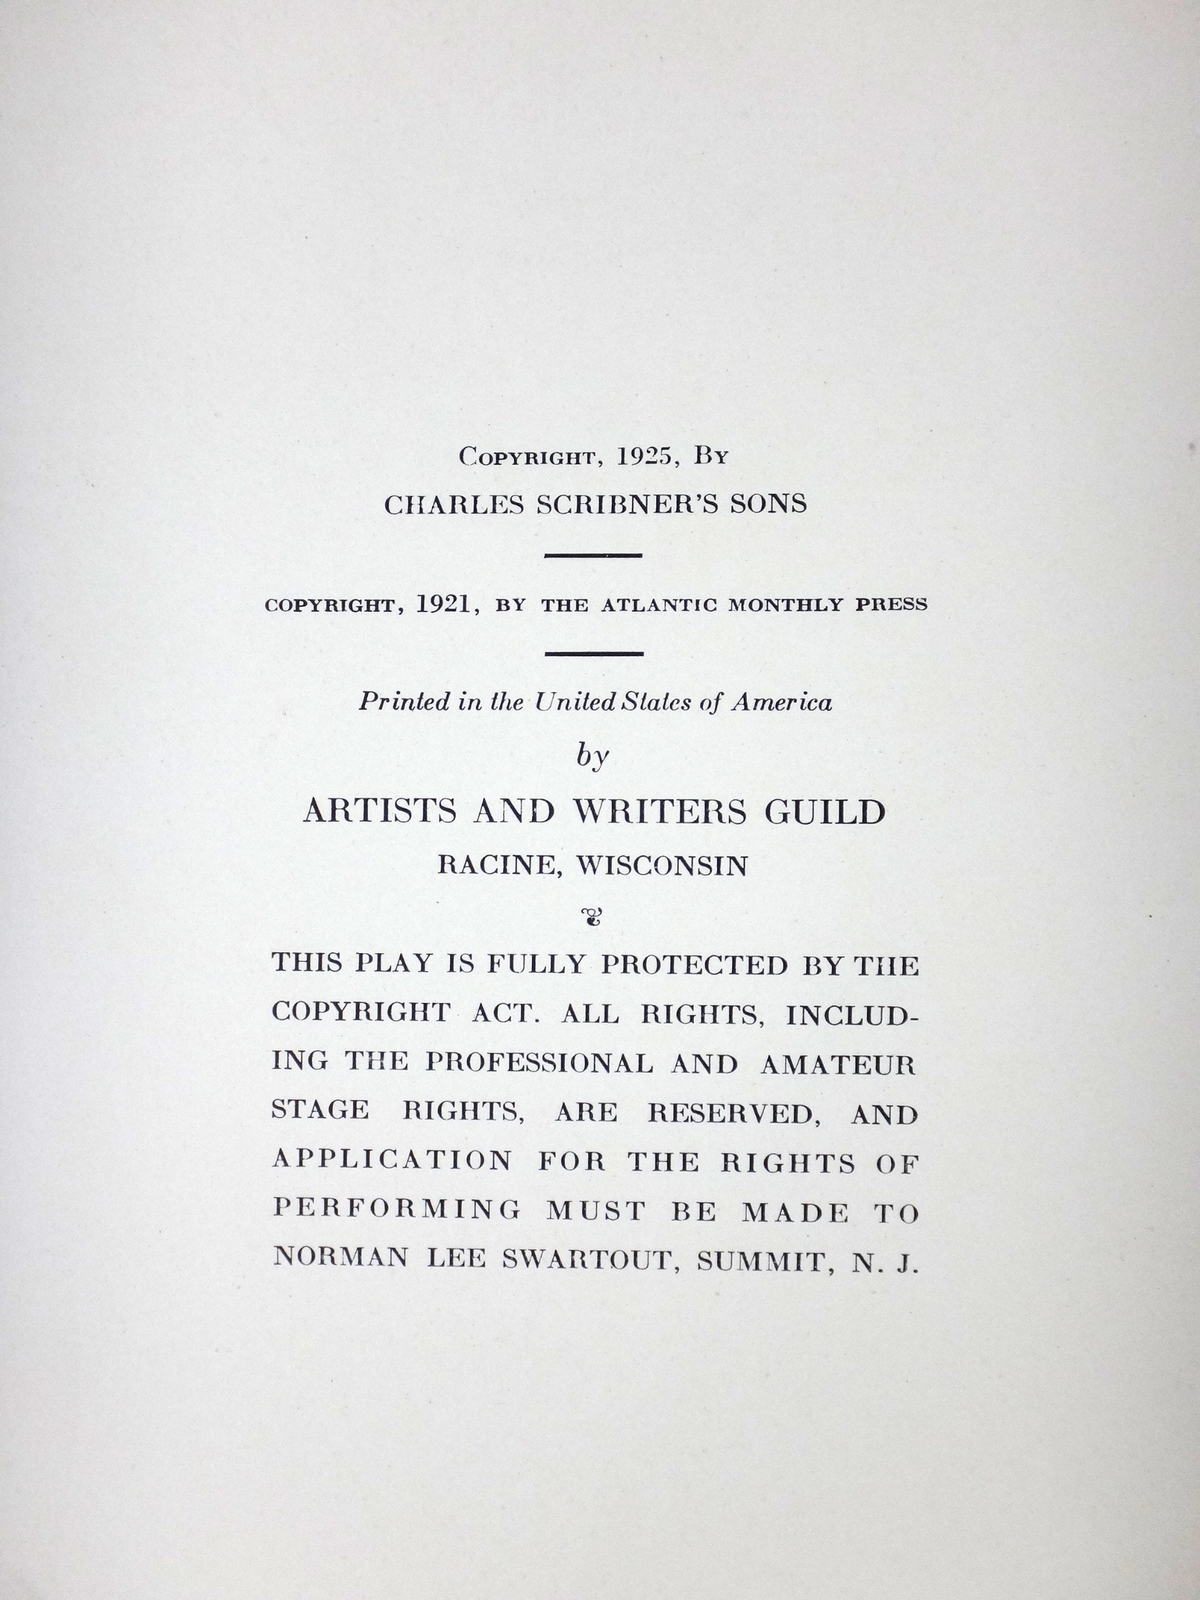 Copyright, 1925, By
CHARLES SCRIBNER'S SONS
COPYRIGHT, 1921, BY THE ATLANTIC MONTHLY PRESS
Printed in the United States of America
by
ARTISTS AND WRITERS GUILD
RACINE, WISCONSIN
THIS PLAY IS FULLY PROTECTED BY THE
COPYRIGHT ACT. ALL RIGHTS, INCLUD-
ING THE PROFESSIONAL AND AMATEUR
STAGE RIGHTS, ARE RESERVED, AND
APPLICATION FOR THE RIGHTS OF
PERFORMING MUST BE MADE TO
NORMAN LEE SWARTOUT, SUMMIT, N. J.